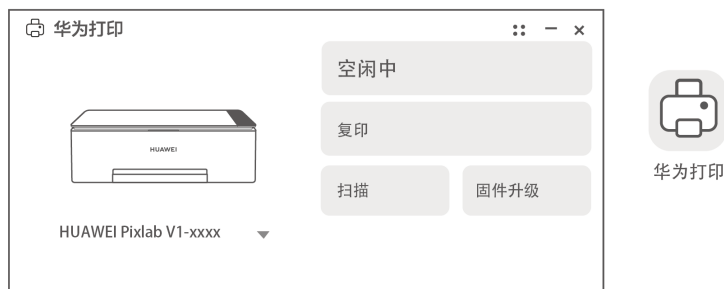 华为打印
空闲中
复印
HUAWEI
扫描
固件升级
HUAWEI Pixlab V1-xxxx
华为打印